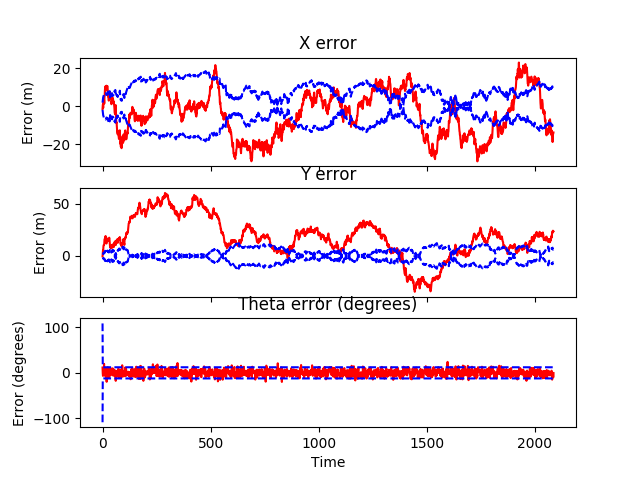 X error
20
0
−20
Error (m)
Y error
50
0
Error (m)
Theta error (degrees)
100
0
−100
Error (degrees)
0 500 1000 1500 2000
Time